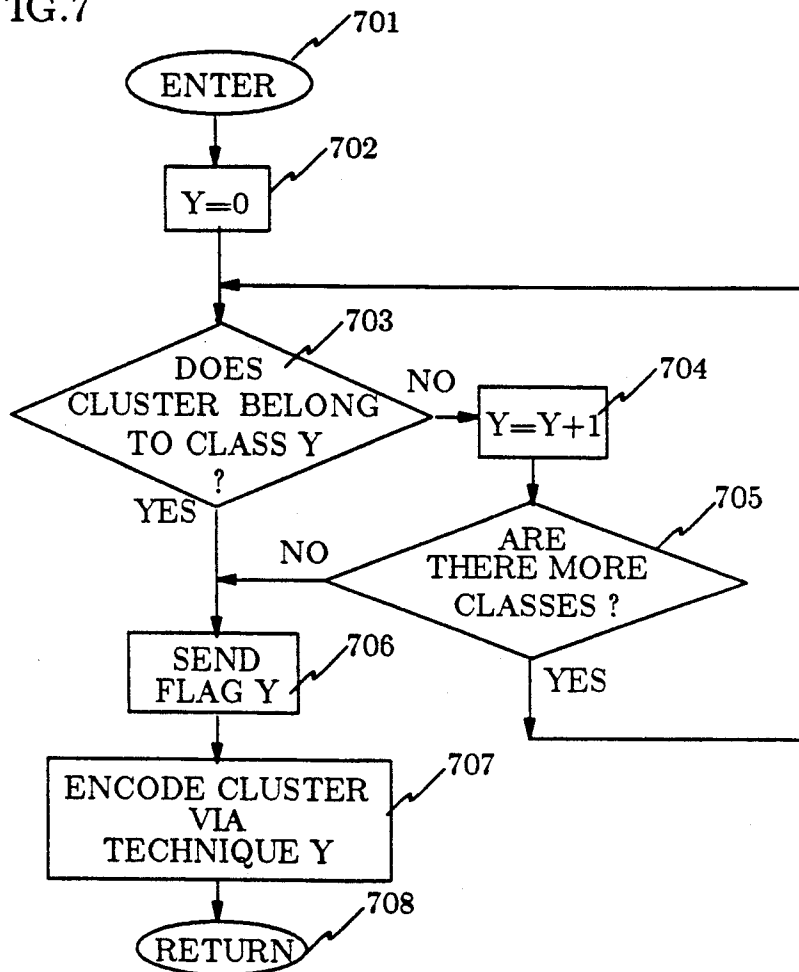 IG.7
701
ENTER
702
Y=0
703
DOES
CLUSTER BELONG
TO CLASS Y
?
NO
704
Y=Y+1
YES
705
ARE
THERE MORE
CLASSES ?
NO
YES
706
SEND
FLAG Y
707
ENCODE CLUSTER
VIA
TECHNIQUE Y
708
RETURN